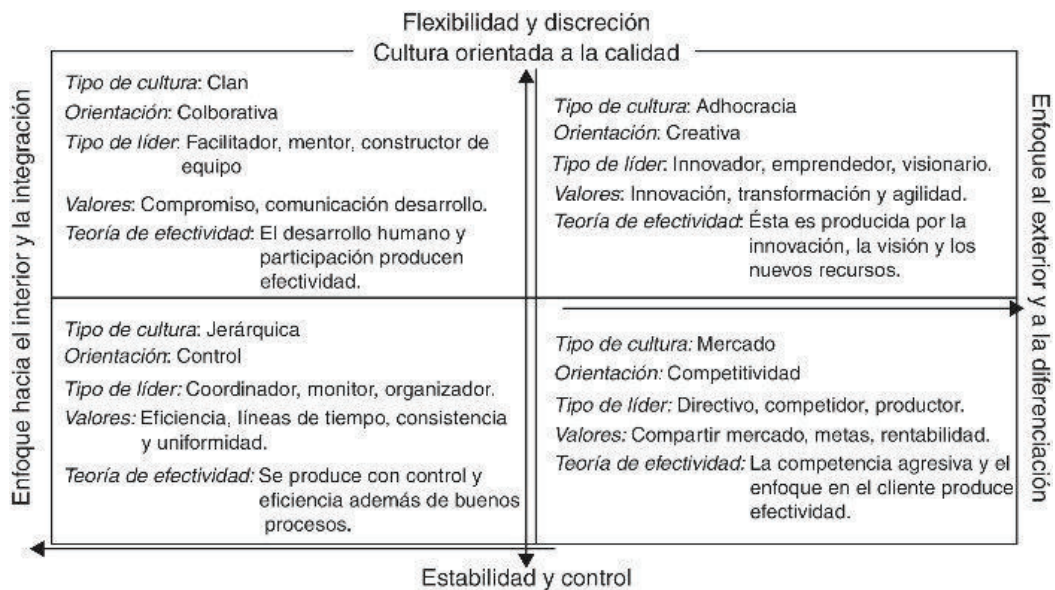 Flexibilidad y discreción
Cultura orientada a la calidad
Enfoque hacia el interior y la integración
Tipo de cultura: Clan
Orientación: Colborativa
Tipo de líder: Facilitador, mentor, constructor de
equipo
Valores: Compromiso, comunicación desarrollo.
Teoría de efectividad: El desarrollo humano y
participación producen
efectividad.
Tipo de cultura: Adhocracia
Orientación: Creativa
Tipo de líder: Innovador, emprendedor, visionario.
Valores: Innovación, transformación y agilidad.
Teoría de efectividad: Ésta es producida por la
innovación, la visión y los
nuevos recursos.
Enfoque al exterior y a la diferenciación
Tipo de cultura: Jerárquica
Orientación: Control
Tipo de líder: Coordinador, monitor, organizador.
Valores: Eficiencia, líneas de tiempo, consistencia
y uniformidad.
Teoría de efectividad: Se produce con control y
eficiencia además de buenos
procesos.
Tipo de cultura: Mercado
Orientación: Competitividad
Tipo de líder: Directivo, competidor, productor.
Valores: Compartir mercado, metas, rentabilidad.
Teoría de efectividad: La competencia agresiva y el
enfoque en el cliente produce
efectividad.
Estabilidad y control